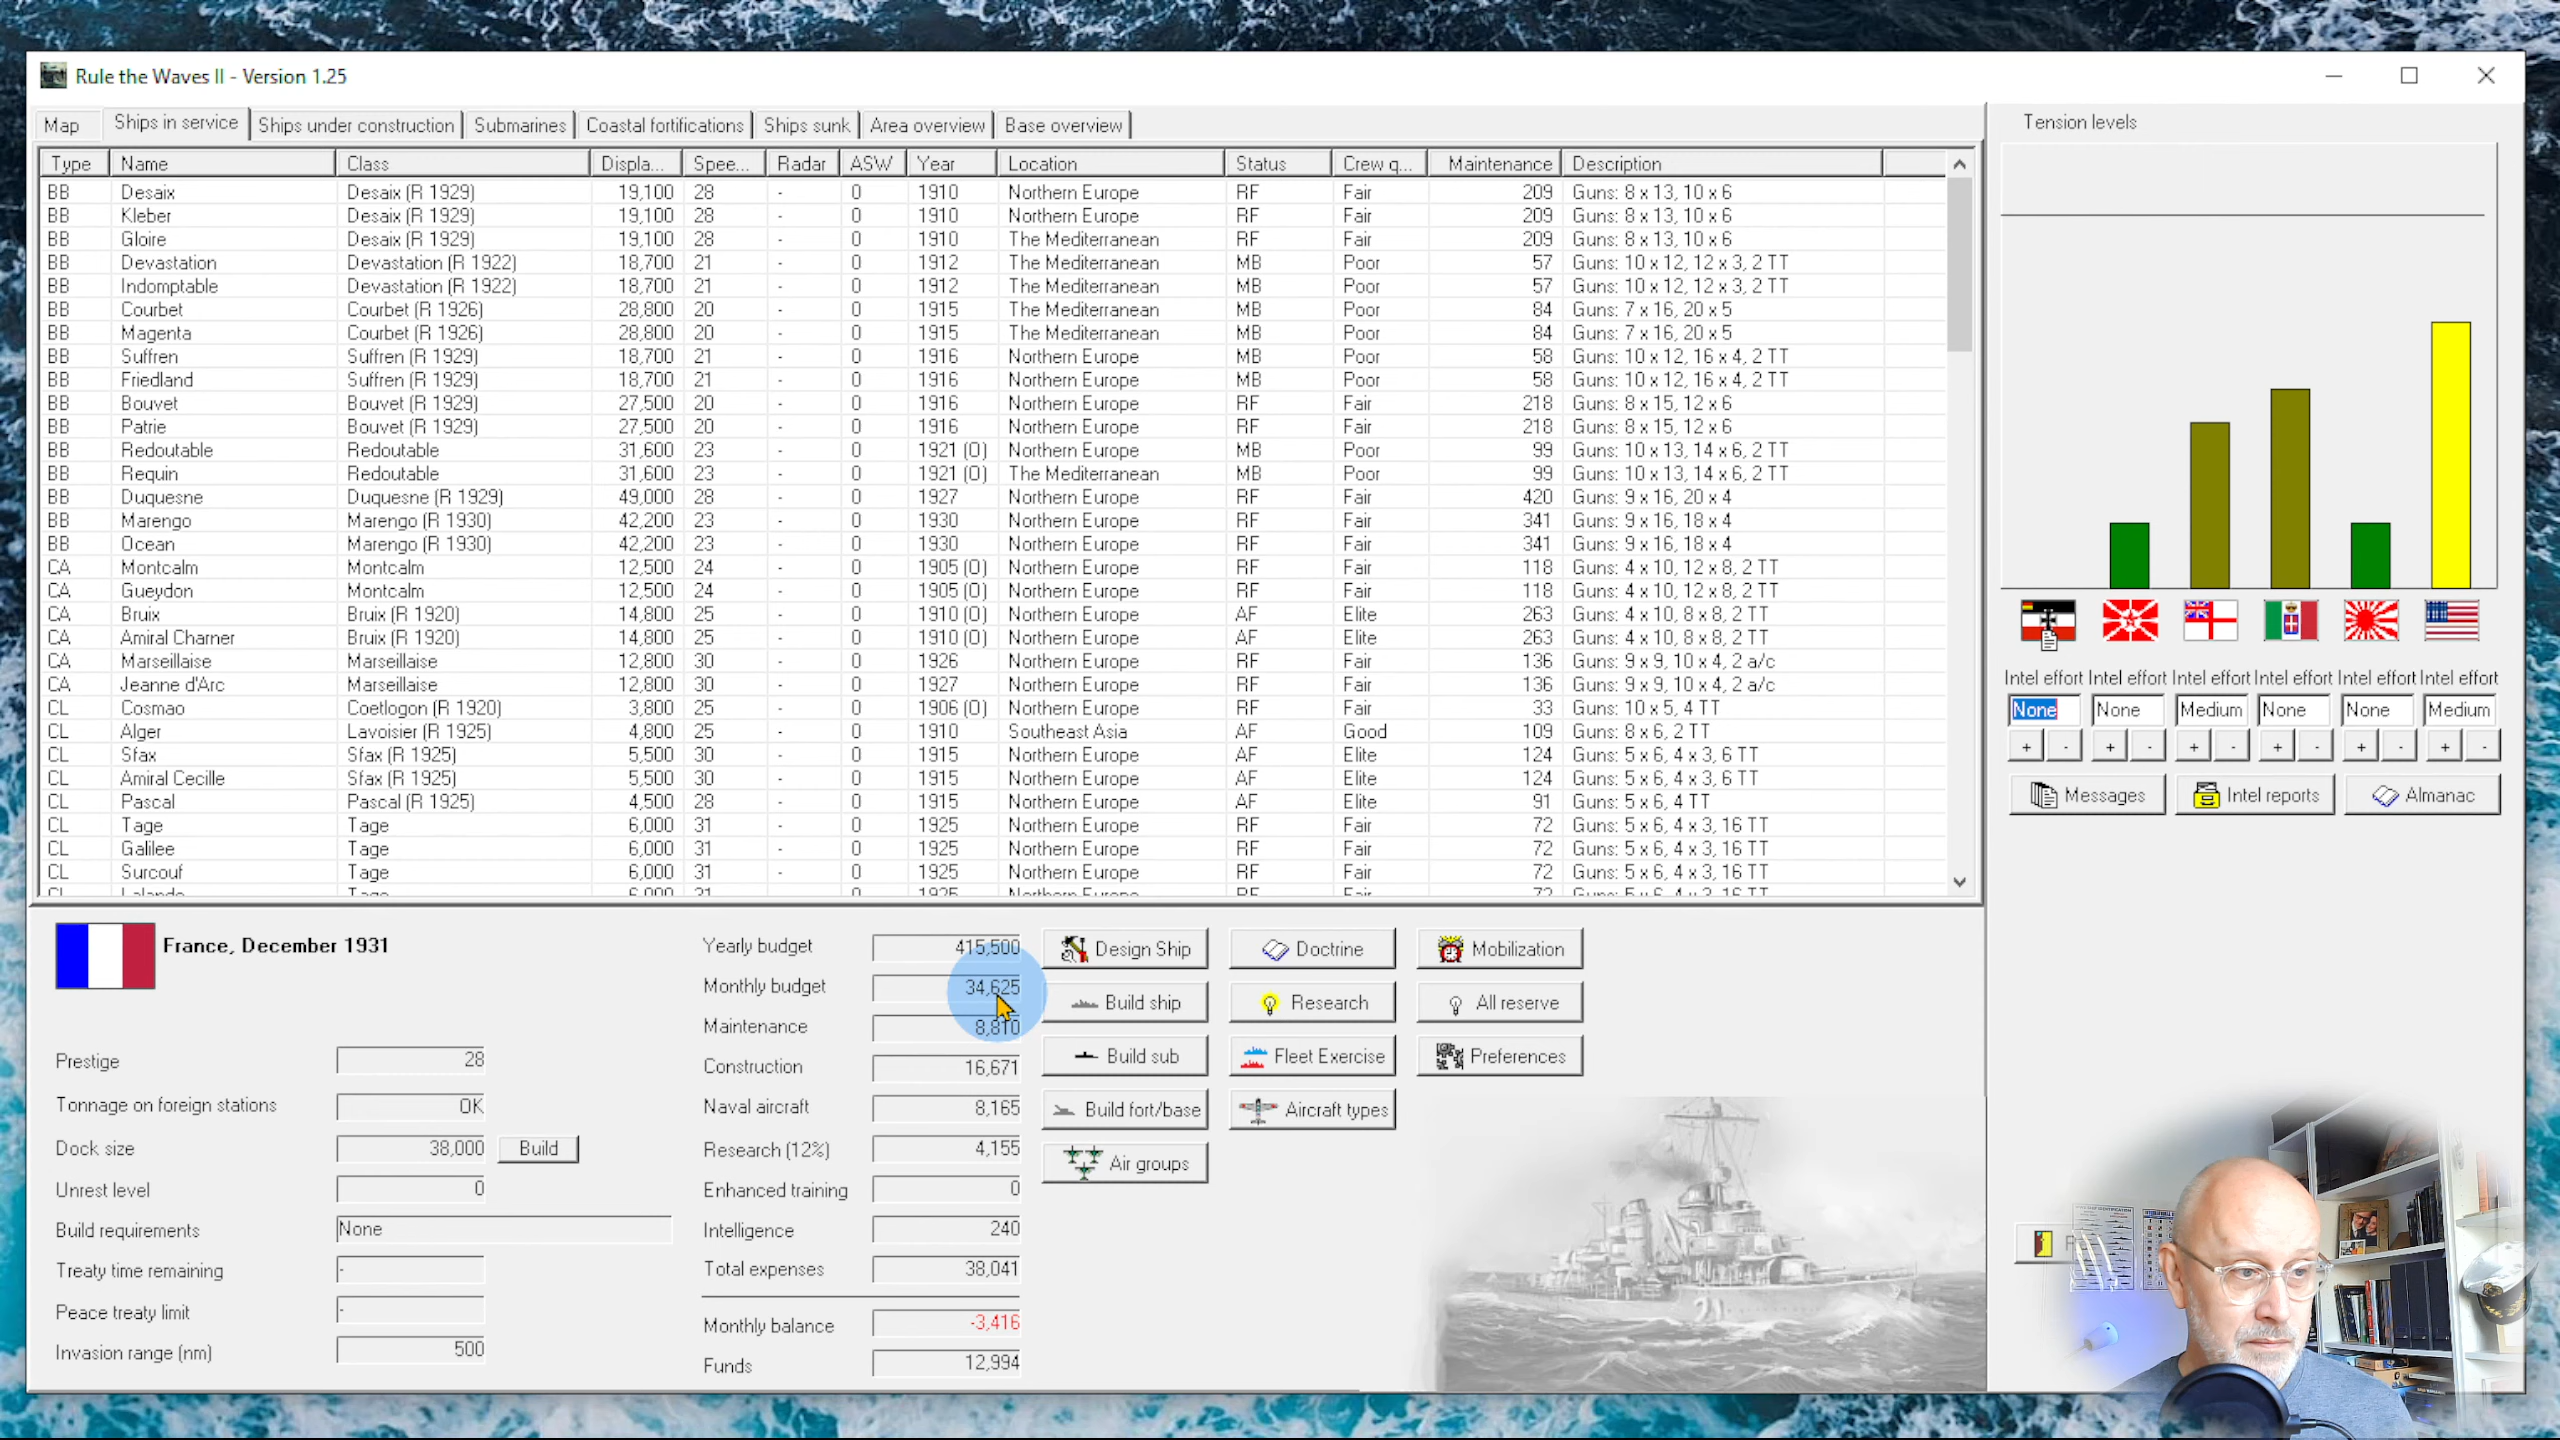 Rule the Waves II - Version 1.25
Map Ships in service Ships under construction Submarines Coastal fortifications Ships sunk Area overview Base overview
Type Name Class Displa... Spee... Radar ASW Year Location Status Crew q... Maintenance Description
BB Desaix Desaix (R 1929) 19,100 28 - 0 1910 Northern Europe RF Fair 209 Guns: 8 x 13, 10 x 6
BB Kleber Desaix (R 1929) 19,100 28 - 0 1910 Northern Europe RF Fair 209 Guns: 8 x 13, 10 x 6
BB Gloire Desaix (R 1929) 19,100 28 - 0 1910 The Mediterranean RF Fair 209 Guns: 8 x 13, 10 x 6
BB Devastation Devastation (R 1922) 18,700 21 - 0 1912 The Mediterranean MB Poor 57 Guns: 10 x 12, 12 x 3, 2 TT
BB Indomptable Devastation (R 1922) 18,700 21 - 0 1912 The Mediterranean MB Poor 57 Guns: 10 x 12, 12 x 3, 2 TT
BB Courbet Courbet (R 1926) 28,800 20 - 0 1915 The Mediterranean MB Poor 84 Guns: 7 x 16, 20 x 5
BB Magenta Courbet (R 1926) 28,800 20 - 0 1915 The Mediterranean MB Poor 84 Guns: 7 x 16, 20 x 5
BB Suffren Suffren (R 1929) 18,700 21 - 0 1916 Northern Europe MB Poor 58 Guns: 10 x 12, 16 x 4, 2 TT
BB Friedland Suffren (R 1929) 18,700 21 - 0 1916 Northern Europe MB Poor 58 Guns: 10 x 12, 16 x 4, 2 TT
BB Bouvet Bouvet (R 1929) 27,500 20 - 0 1916 Northern Europe RF Fair 218 Guns: 8 x 15, 12 x 6
BB Patrie Bouvet (R 1929) 27,500 20 - 0 1916 Northern Europe RF Fair 218 Guns: 8 x 15, 12 x 6
BB Redoutable Redoutable 31,600 23 - 0 1921 (O) Northern Europe MB Poor 99 Guns: 10 x 13, 14 x 6, 2 TT
BB Requin Redoutable 31,600 23 - 0 1921 (O) The Mediterranean MB Poor 99 Guns: 10 x 13, 14 x 6, 2 TT
BB Duquesne Duquesne (R 1929) 49,000 28 - 0 1927 Northern Europe RF Fair 420 Guns: 9 x 16, 20 x 4
BB Marengo Marengo (R 1930) 42,200 23 - 0 1930 Northern Europe RF Fair 341 Guns: 9 x 16, 18 x 4
BB Ocean Marengo (R 1930) 42,200 23 - 0 1930 Northern Europe RF Fair 341 Guns: 9 x 16, 18 x 4
CA Montcalm Montcalm 12,500 24 - 0 1905 (O) Northern Europe RF Fair 118 Guns: 4 x 10, 12 x 8, 2 TT
CA Gueydon Montcalm 12,500 24 - 0 1905 (O) Northern Europe RF Fair 118 Guns: 4 x 10, 12 x 8, 2 TT
CA Bruix Bruix (R 1920) 14,800 25 - 0 1910 (O) Northern Europe AF Elite 263 Guns: 4 x 10, 8 x 8, 2 TT
CA Amiral Charner Bruix (R 1920) 14,800 25 - 0 1910 (O) Northern Europe AF Elite 263 Guns: 4 x 10, 8 x 8, 2 TT
CA Marseillaise Marseillaise 12,800 30 - 0 1926 Northern Europe RF Fair 136 Guns: 9 x 9, 10 x 4, 2 a/c
CA Jeanne d'Arc Marseillaise 12,800 30 - 0 1927 Northern Europe RF Fair 136 Guns: 9 x 9, 10 x 4, 2 a/c
CL Cosmao Coetlogon (R 1920) 3,800 25 - 0 1906 (O) Northern Europe RF Fair 33 Guns: 10 x 5, 4 TT
CL Alger Lavoisier (R 1925) 4,800 25 - 0 1910 Southeast Asia AF Good 109 Guns: 8 x 6, 2 TT
CL Sfax Sfax (R 1925) 5,500 30 - 0 1915 Northern Europe AF Elite 124 Guns: 5 x 6, 4 x 3, 6 TT
CL Amiral Cecille Sfax (R 1925) 5,500 30 - 0 1915 Northern Europe AF Elite 124 Guns: 5 x 6, 4 x 3, 6 TT
CL Pascal Pascal (R 1925) 4,500 28 - 0 1915 Northern Europe AF Elite 91 Guns: 5 x 6, 4 TT
CL Tage Tage 6,000 31 - 0 1925 Northern Europe RF Fair 72 Guns: 5 x 6, 4 x 3, 16 TT
CL Galilee Tage 6,000 31 - 0 1925 Northern Europe RF Fair 72 Guns: 5 x 6, 4 x 3, 16 TT
CL Surcouf Tage 6,000 31 - 0 1925 Northern Europe RF Fair 72 Guns: 5 x 6, 4 x 3, 16 TT
CL Lalande Tage 6,000 31 - 0 1925 Northern Europe RF Fair 72 Guns: 5 x 6, 4 x 3, 16 TT
Tension levels
Intel effort Intel effort Intel effort Intel effort Intel effort Intel effort
None None Medium None None Medium
+ - + - + - + - + - + -
Messages Intel reports Almanac
France, December 1931
Prestige 28
Tonnage on foreign stations OK
Dock size 38,000 Build
Unrest level 0
Build requirements None
Treaty time remaining -
Peace treaty limit -
Invasion range (nm) 500
Yearly budget 415,500
Monthly budget 34,625
Maintenance 8,810
Construction 16,671
Naval aircraft 8,165
Research (12%) 4,155
Enhanced training 0
Intelligence 240
Total expenses 38,041
Monthly balance -3,416
Funds 12,994
Design Ship Doctrine Mobilization
Build ship Research All reserve
Build sub Fleet Exercise Preferences
Build fort/base Aircraft types
Air groups